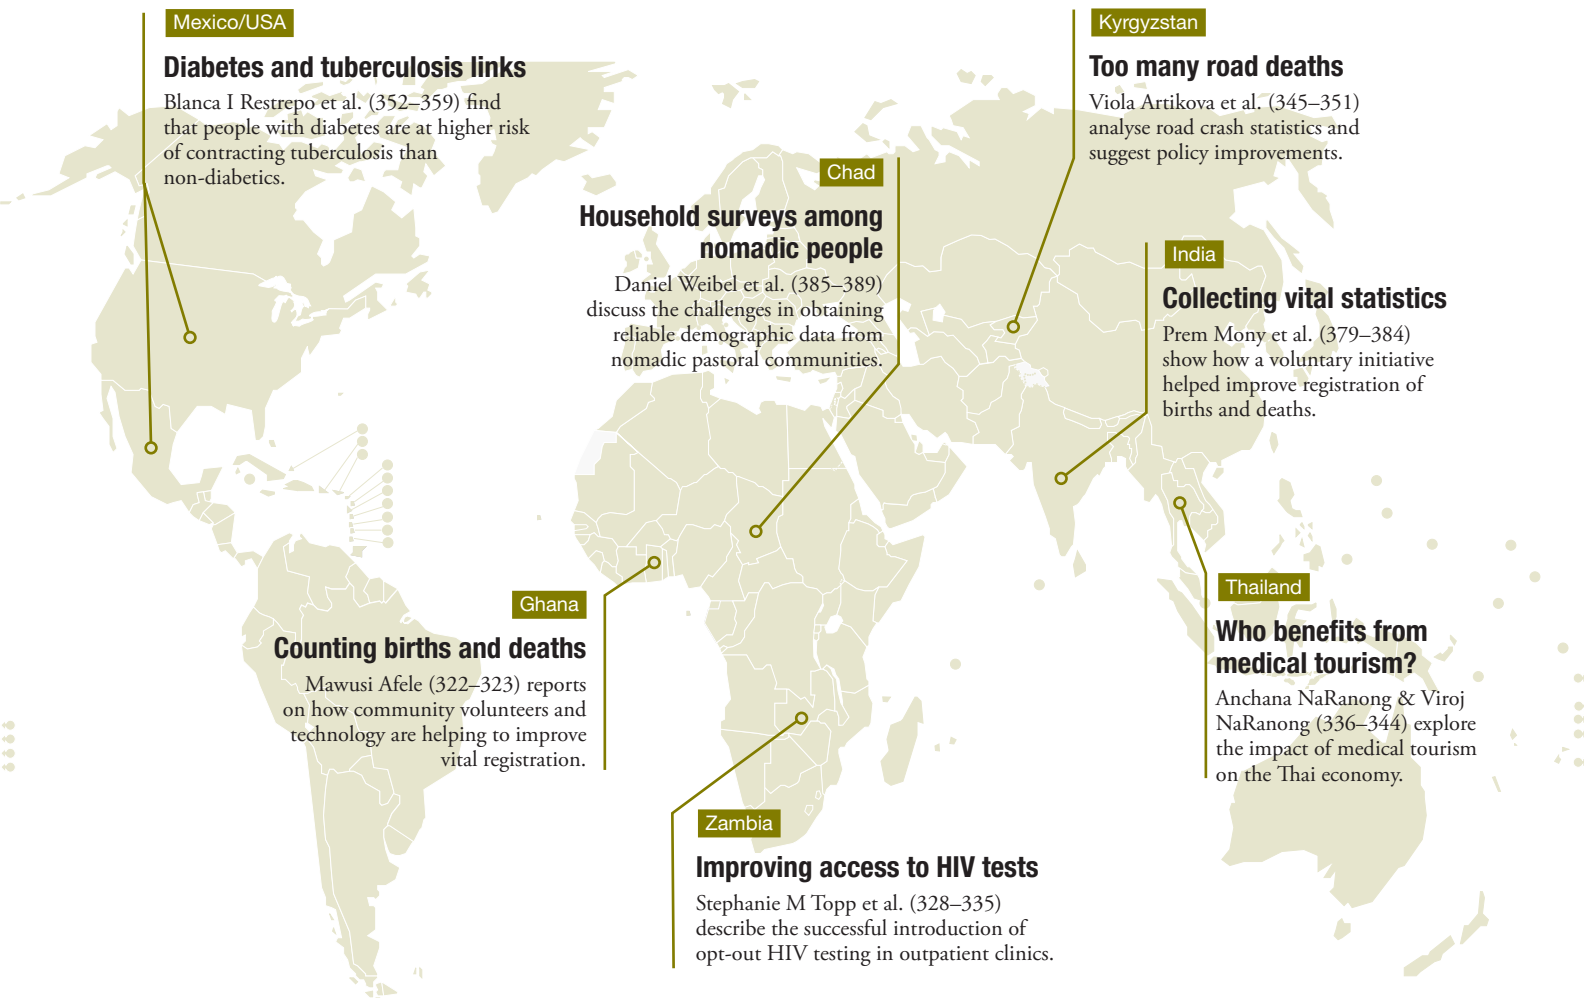 Mexico/USA
Diabetes and tuberculosis links
Blanca I Restrepo et al. (352–359) find
that people with diabetes are at higher risk
of contracting tuberculosis than
non-diabetics.
Kyrgyzstan
Too many road deaths
Viola Artikova et al. (345–351)
analyse road crash statistics and
suggest policy improvements.
Chad
Household surveys among
nomadic people
Daniel Weibel et al. (385–389)
discuss the challenges in obtaining
reliable demographic data from
nomadic pastoral communities.
India
Collecting vital statistics
Prem Mony et al. (379–384)
show how a voluntary initiative
helped improve registration of
births and deaths.
Ghana
Counting births and deaths
Mawusi Afele (322–323) reports
on how community volunteers and
technology are helping to improve
vital registration.
Thailand
Who benefits from
medical tourism?
Anchana NaRanong & Viroj
NaRanong (336–344) explore
the impact of medical tourism
on the Thai economy.
Zambia
Improving access to HIV tests
Stephanie M Topp et al. (328–335)
describe the successful introduction of
opt-out HIV testing in outpatient clinics.